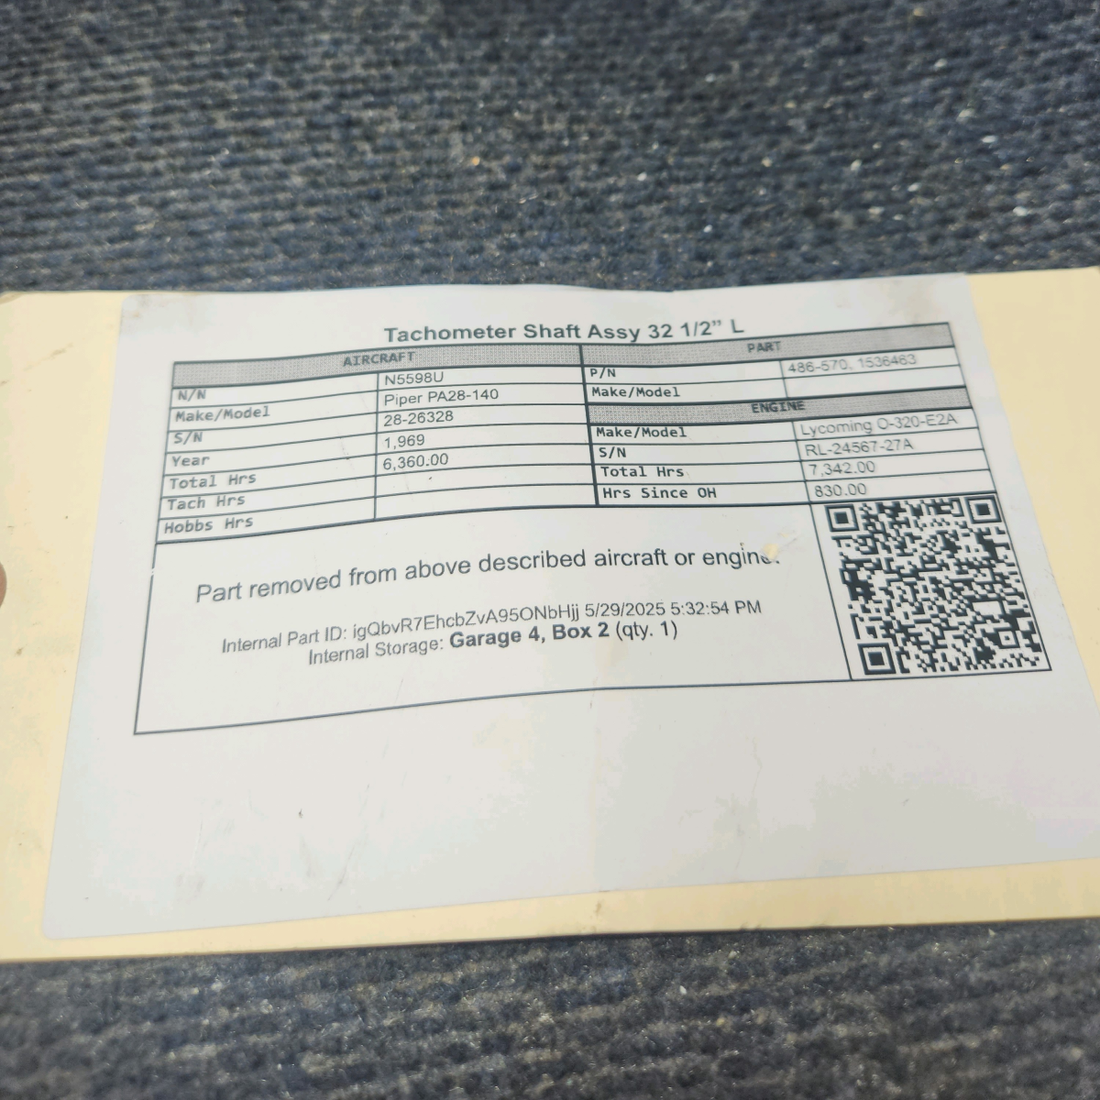 Tachometer Shaft Assy 32 1/2” L
AIRCRAFT
N/N N5598U
Make/Model Piper PA28-140
S/N 28-26328
Year 1,969
Total Hrs 6,360.00
Tach Hrs
Hobbs Hrs
PART
P/N 486-570, 1536463
Make/Model
ENGINE
Make/Model Lycoming O-320-E2A
S/N RL-24567-27A
Total Hrs 7,342.00
Hrs Since OH 830.00
Part removed from above described aircraft or engine.
Internal Part ID: igQbvR7EhcbZvA95ONbHjj 5/29/2025 5:32:54 PM
Internal Storage: Garage 4, Box 2 (qty. 1)